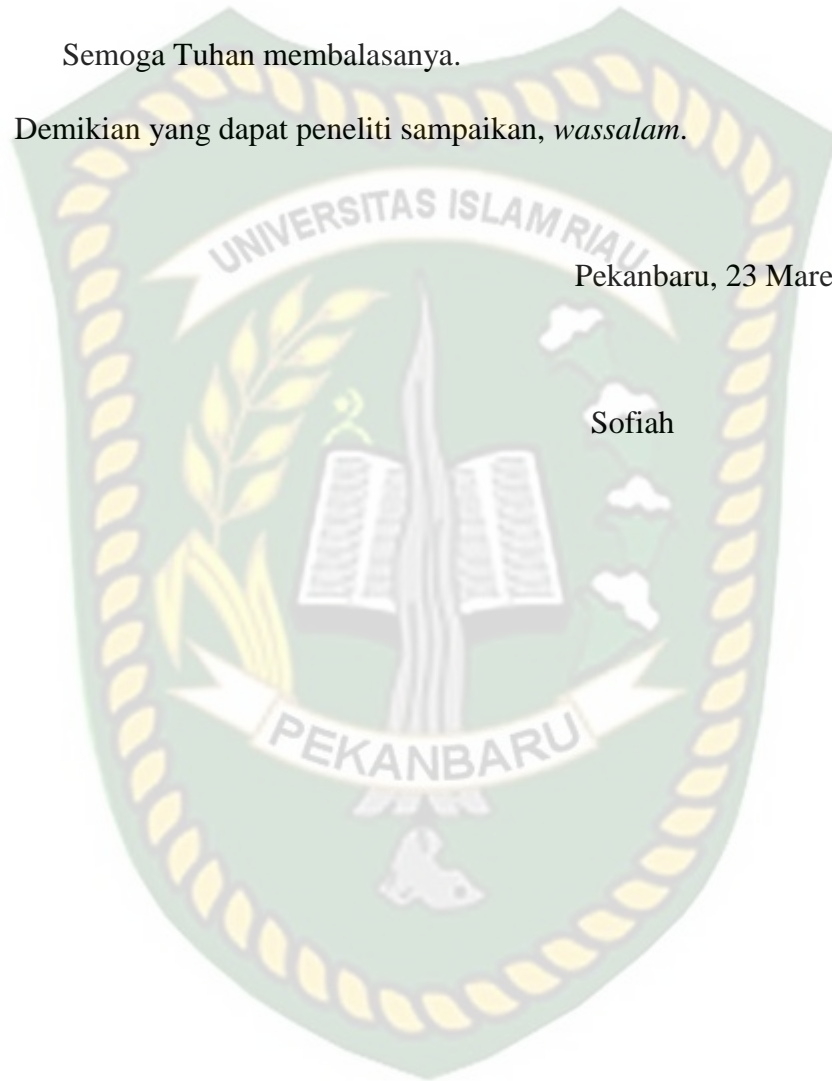 Semoga Tuhan membalasanya.
Demikian yang dapat peneliti sampaikan, wassalam.
UNIVERSITAS ISLAM RIAU
Pekanbaru, 23 Mare
Sofiah
PEKANBARU